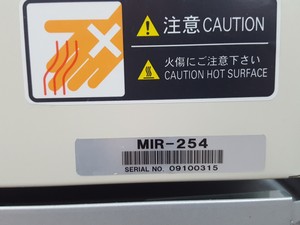 注意 CAUTION
火傷にご注意下さい
CAUTION HOT SURFACE
MIR-254
SERIAL NO. 09100315